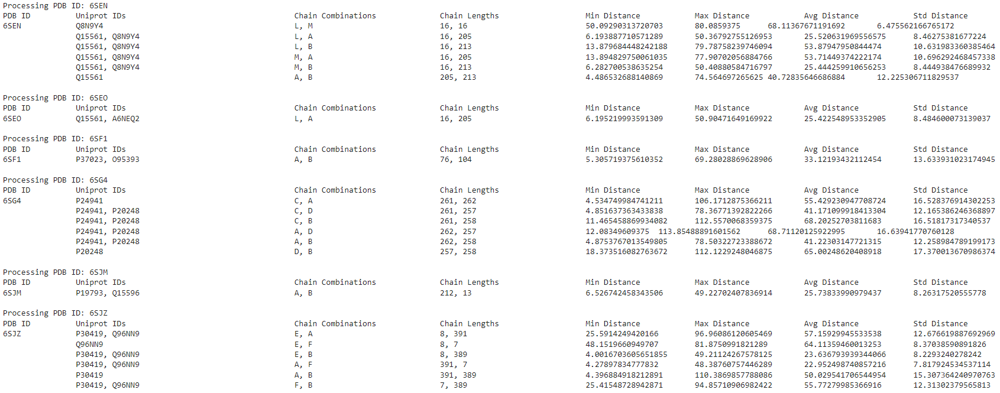 Processing PDB ID: 6SEN
PDB ID Uniprot IDs Chain Combinations Chain Lengths Min Distance Max Distance Avg Distance Std Distance
6SEN Q8N9Y4 L, M 16, 16 50.09290313720703 80.0859375 68.11367671191692 6.475562166765172
Q15561, Q8N9Y4 L, A 16, 205 6.193887710571289 50.36792755126953 25.520631969556575 8.46275381677224
Q15561, Q8N9Y4 L, B 16, 213 13.879684448242188 79.78758239746094 53.87947950844474 10.631983360385464
Q15561, Q8N9Y4 M, A 16, 205 13.894829750061035 77.90702056884766 53.71449374222174 10.696292468457338
Q15561, Q8N9Y4 M, B 16, 213 6.282700538635254 50.40880584716797 25.444259910656253 8.444938476689932
Q15561 A, B 205, 213 4.486532688140869 74.564697265625 40.72835646686884 12.225306711829537
Processing PDB ID: 6SEO
PDB ID Uniprot IDs Chain Combinations Chain Lengths Min Distance Max Distance Avg Distance Std Distance
6SEO Q15561, A6NEQ2 L, A 16, 205 6.195219993591309 50.90471649169922 25.422548953352905 8.484600073139037
Processing PDB ID: 6SF1
PDB ID Uniprot IDs Chain Combinations Chain Lengths Min Distance Max Distance Avg Distance Std Distance
6SF1 P37023, O95393 A, B 76, 104 5.305719375610352 69.28028869628906 33.12193432112454 13.633931023174945
Processing PDB ID: 6SG4
PDB ID Uniprot IDs Chain Combinations Chain Lengths Min Distance Max Distance Avg Distance Std Distance
6SG4 P24941 C, A 261, 262 4.534749984741211 106.1712875366211 55.429230947708724 16.528376914302253
P24941, P20248 C, D 261, 257 4.851637363433838 78.36771392822266 41.171099918413304 12.165386246368897
P24941, P20248 C, B 261, 258 11.465458869934082 112.5570068359375 68.20252703811683 16.51817317340537
P24941, P20248 A, D 262, 257 12.08349609375 113.85488891601562 68.71120125922995 16.63941770760128
P24941, P20248 A, B 262, 258 4.8753767013549805 78.50322723388672 41.22303147721315 12.258984789199173
P20248 D, B 257, 258 18.373516082763672 112.1229248046875 65.00248620408918 17.370013670986374
Processing PDB ID: 6SJM
PDB ID Uniprot IDs Chain Combinations Chain Lengths Min Distance Max Distance Avg Distance Std Distance
6SJM P19793, Q15596 A, B 212, 13 6.526742458343506 49.22702407836914 25.73833990979437 8.26317520555778
Processing PDB ID: 6SJZ
PDB ID Uniprot IDs Chain Combinations Chain Lengths Min Distance Max Distance Avg Distance Std Distance
6SJZ P30419, Q96NN9 E, A 8, 391 25.5914249420166 96.96086120605469 57.15929945533538 12.676619887692969
Q96NN9 E, F 8, 7 48.1519660949707 81.8750991821289 64.11359460013253 8.37038590891826
P30419, Q96NN9 E, B 8, 389 4.0016703605651855 49.21124267578125 23.636793939344066 8.2293240278242
P30419, Q96NN9 A, F 391, 7 4.27897834777832 48.38760757446289 22.952498740857216 7.817924534537114
P30419 A, B 391, 389 4.396884918212891 110.3869857788086 50.029541706544954 15.307364240970763
P30419, Q96NN9 F, B 7, 389 25.41548728942871 94.85710906982422 55.77279985366916 12.31302379565813